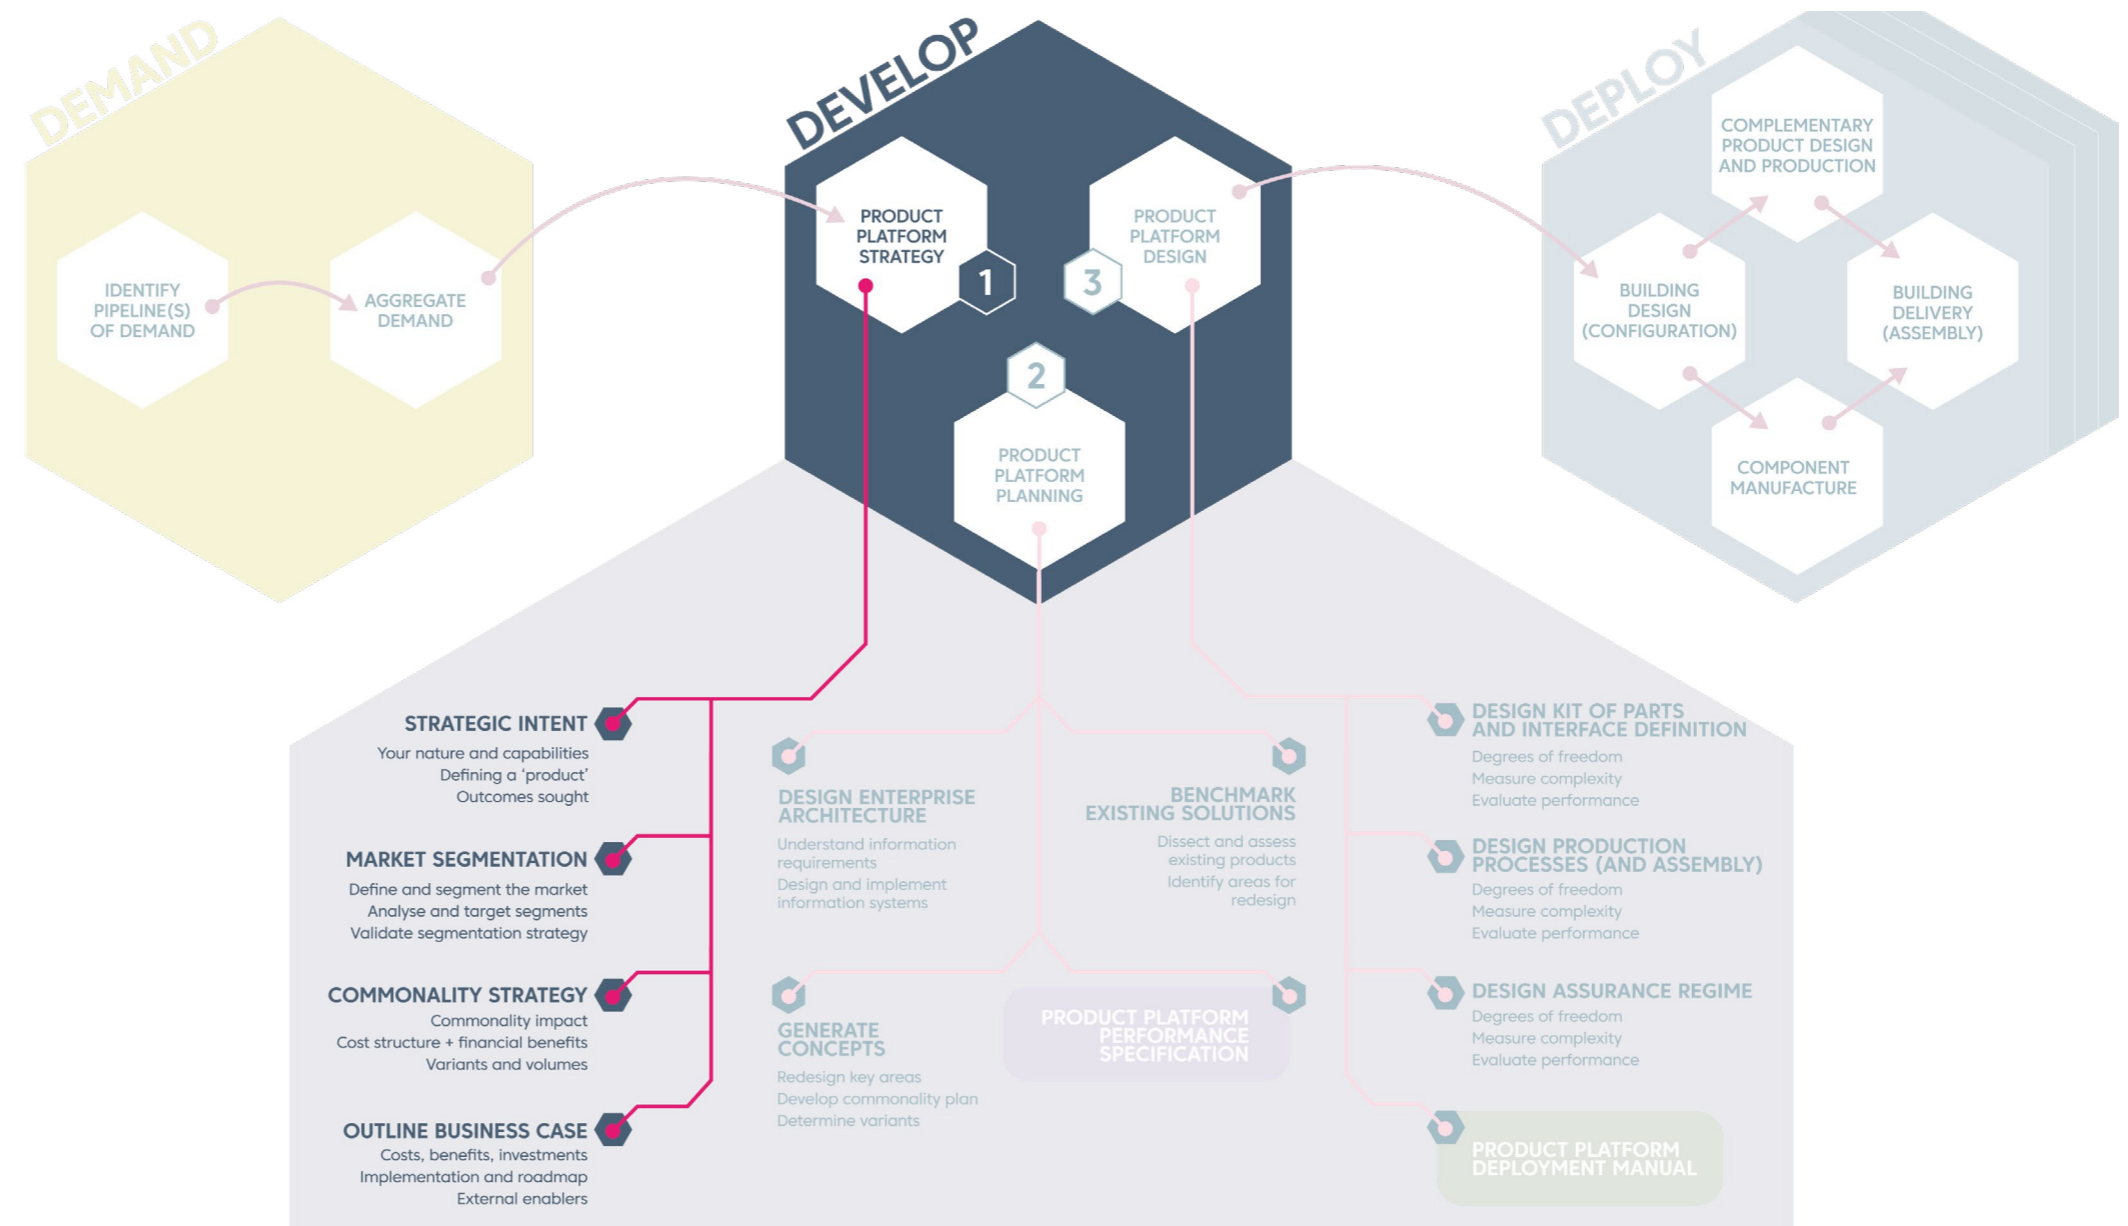 DEMAND
IDENTIFY
PIPELINE(S)
OF DEMAND
AGGREGATE
DEMAND
DEVELOP
PRODUCT
PLATFORM
STRATEGY
1
PRODUCT
PLATFORM
DESIGN
3
2
PRODUCT
PLATFORM
PLANNING
DEPLOY
COMPLEMENTARY
PRODUCT DESIGN
AND PRODUCTION
BUILDING
DESIGN
(CONFIGURATION)
BUILDING
DELIVERY
(ASSEMBLY)
COMPONENT
MANUFACTURE
STRATEGIC INTENT
Your nature and capabilities
Defining a ‘product’
Outcomes sought
MARKET SEGMENTATION
Define and segment the market
Analyse and target segments
Validate segmentation strategy
COMMONALITY STRATEGY
Commonality impact
Cost structure + financial benefits
Variants and volumes
OUTLINE BUSINESS CASE
Costs, benefits, investments
Implementation and roadmap
External enablers
DESIGN ENTERPRISE
ARCHITECTURE
Understand information
requirements
Design and implement
information systems
BENCHMARK
EXISTING SOLUTIONS
Dissect and assess
existing products
Identify areas for
redesign
GENERATE
CONCEPTS
Redesign key areas
Develop commonality plan
Determine variants
PRODUCT PLATFORM
PERFORMANCE
SPECIFICATION
DESIGN KIT OF PARTS
AND INTERFACE DEFINITION
Degrees of freedom
Measure complexity
Evaluate performance
DESIGN PRODUCTION
PROCESSES (AND ASSEMBLY)
Degrees of freedom
Measure complexity
Evaluate performance
DESIGN ASSURANCE REGIME
Degrees of freedom
Measure complexity
Evaluate performance
PRODUCT PLATFORM
DEPLOYMENT MANUAL